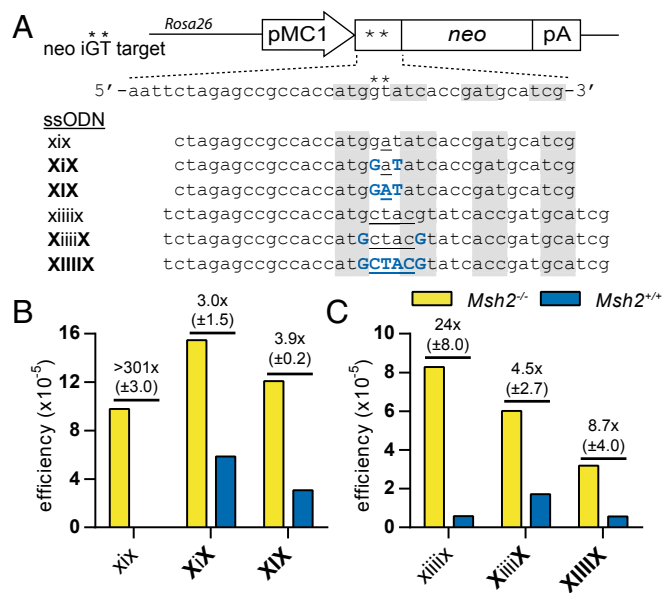 A
** neo iGT target
Rosa26
pMC1
**
neo
pA
**
5’-aattctagagccgccaccatggtatcaccgatgcatcg-3’
ssODN
xix ctagagccgccaccatggatatcaccgatgcatcg
XiX ctagagccgccaccatgGaTatcaccgatgcatcg
XIX ctagagccgccaccatgGATatcaccgatgcatcg
xiiiix tctagagccgccaccatggctacgtatcaccgatgcatcg
XiiiiX tctagagccgccaccatgGctacGtatcaccgatgcatcg
XIIIIX tctagagccgccaccatgGCTACGtatcaccgatgcatcg
Msh2-/- Msh2+/+
B
efficiency (x10-5)
16
12
8
4
0
>301x
(±3.0)
3.0x
(±1.5)
3.9x
(±0.2)
xix
XiX
XIX
C
efficiency (x10-5)
10
8
6
4
2
0
24x
(±8.0)
4.5x
(±2.7)
8.7x
(±4.0)
xiiiix
XiiiiX
XIIIIX